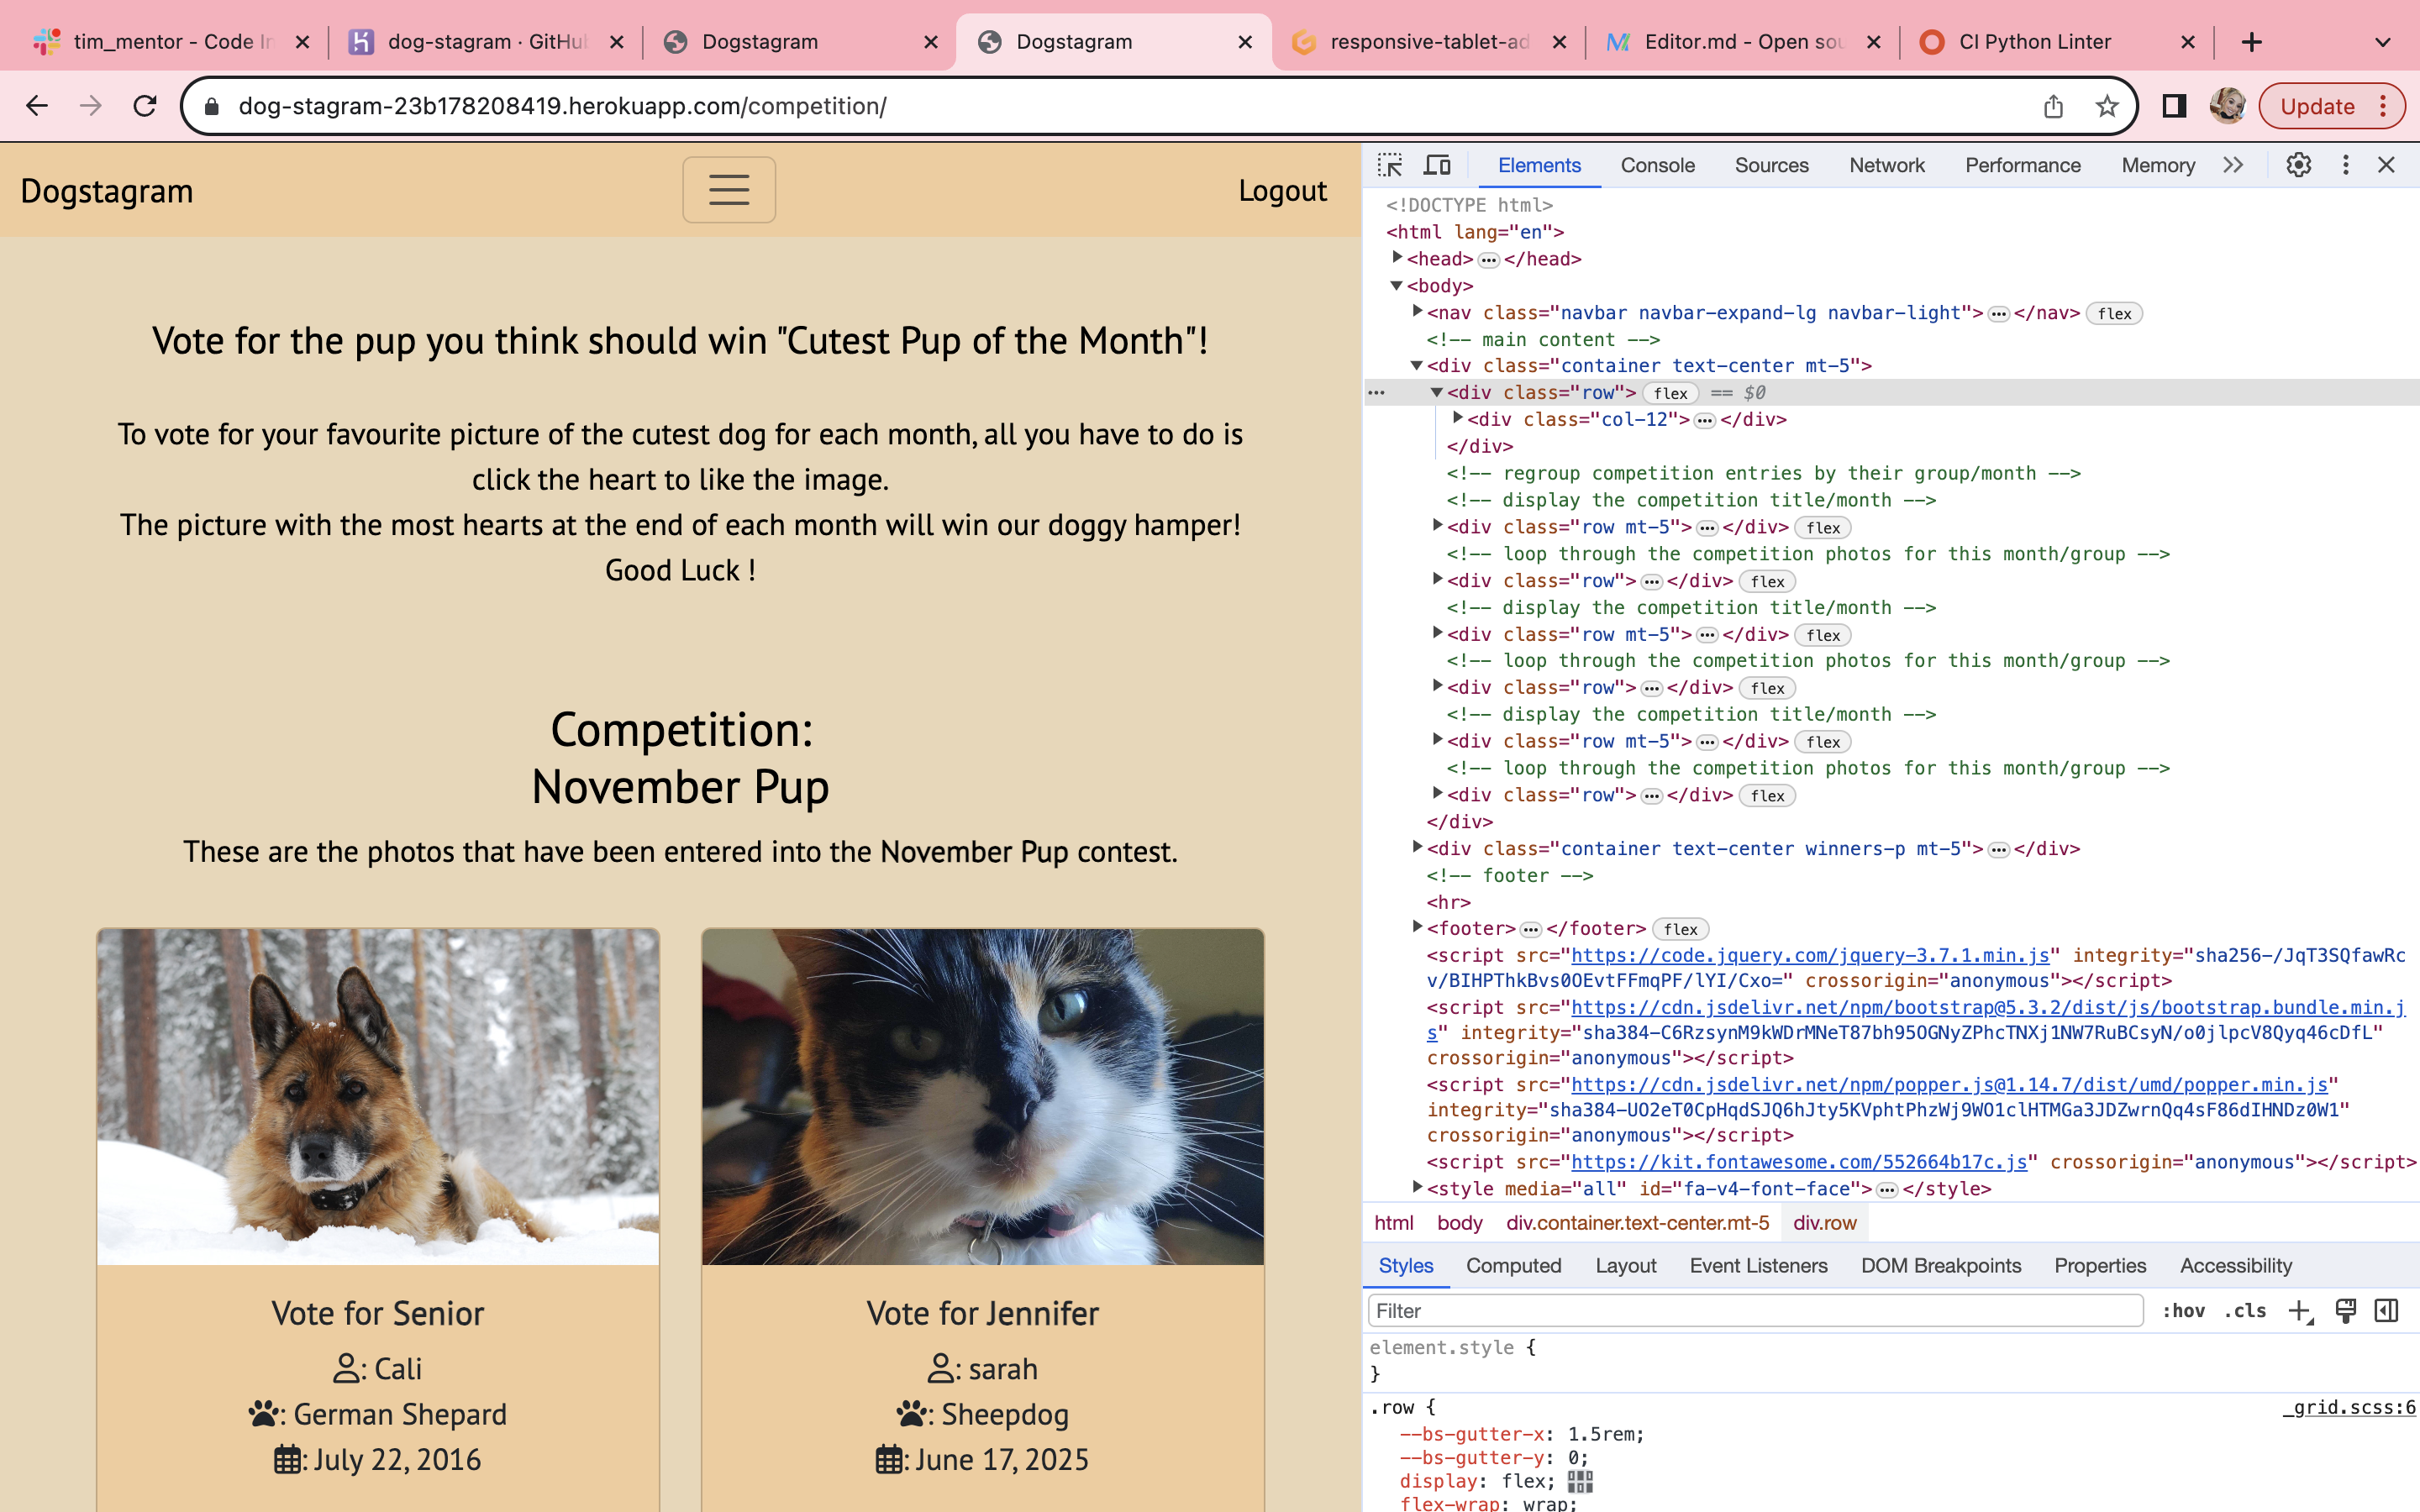 tim_mentor - Code In
dog-stagram · GitHub
Dogstagram
Dogstagram
responsive-tablet-ad
Editor.md - Open sou
CI Python Linter
dog-stagram-23b178208419.herokuapp.com/competition/
Update
Dogstagram
Logout
Vote for the pup you think should win "Cutest Pup of the Month"!
To vote for your favourite picture of the cutest dog for each month, all you have to do is
click the heart to like the image.
The picture with the most hearts at the end of each month will win our doggy hamper!
Good Luck !
Competition:
November Pup
These are the photos that have been entered into the November Pup contest.
Vote for Senior
: Cali
: German Shepard
: July 22, 2016
Vote for Jennifer
: sarah
: Sheepdog
: June 17, 2025
Elements Console Sources Network Performance Memory
<!DOCTYPE html>
<html lang="en">
<head>…</head>
<body>
<nav class="navbar navbar-expand-lg navbar-light">…</nav> flex
<!-- main content -->
<div class="container text-center mt-5">
<div class="row"> flex == $0
<div class="col-12">…</div>
</div>
<!-- regroup competition entries by their group/month -->
<!-- display the competition title/month -->
<div class="row mt-5">…</div> flex
<!-- loop through the competition photos for this month/group -->
<div class="row">…</div> flex
<!-- display the competition title/month -->
<div class="row mt-5">…</div> flex
<!-- loop through the competition photos for this month/group -->
<div class="row">…</div> flex
<!-- display the competition title/month -->
<div class="row mt-5">…</div> flex
<!-- loop through the competition photos for this month/group -->
<div class="row">…</div> flex
</div>
<div class="container text-center winners-p mt-5">…</div>
<!-- footer -->
<hr>
<footer>…</footer> flex
<script src="https://code.jquery.com/jquery-3.7.1.min.js" integrity="sha256-/JqT3SQfawRc
v/BIHPThkBvs0OEvtFFmqPF/lYI/Cxo=" crossorigin="anonymous"></script>
<script src="https://cdn.jsdelivr.net/npm/bootstrap@5.3.2/dist/js/bootstrap.bundle.min.j
s" integrity="sha384-C6RzsynM9kWDrMNeT87bh95OGNyZPhcTNXj1NW7RuBCsyN/o0jlpcV8Qyq46cDfL"
crossorigin="anonymous"></script>
<script src="https://cdn.jsdelivr.net/npm/popper.js@1.14.7/dist/umd/popper.min.js"
integrity="sha384-UO2eT0CpHqdSJQ6hJty5KVphtPhzWj9WO1clHTMGa3JDZwrnQq4sF86dIHNDz0W1"
crossorigin="anonymous"></script>
<script src="https://kit.fontawesome.com/552664b17c.js" crossorigin="anonymous"></script>
<style media="all" id="fa-v4-font-face">…</style>
html body div.container.text-center.mt-5 div.row
Styles Computed Layout Event Listeners DOM Breakpoints Properties Accessibility
Filter
:hov .cls
element.style {
}
.row {
_grid.scss:6
--bs-gutter-x: 1.5rem;
--bs-gutter-y: 0;
display: flex;
flex-wrap: wrap;